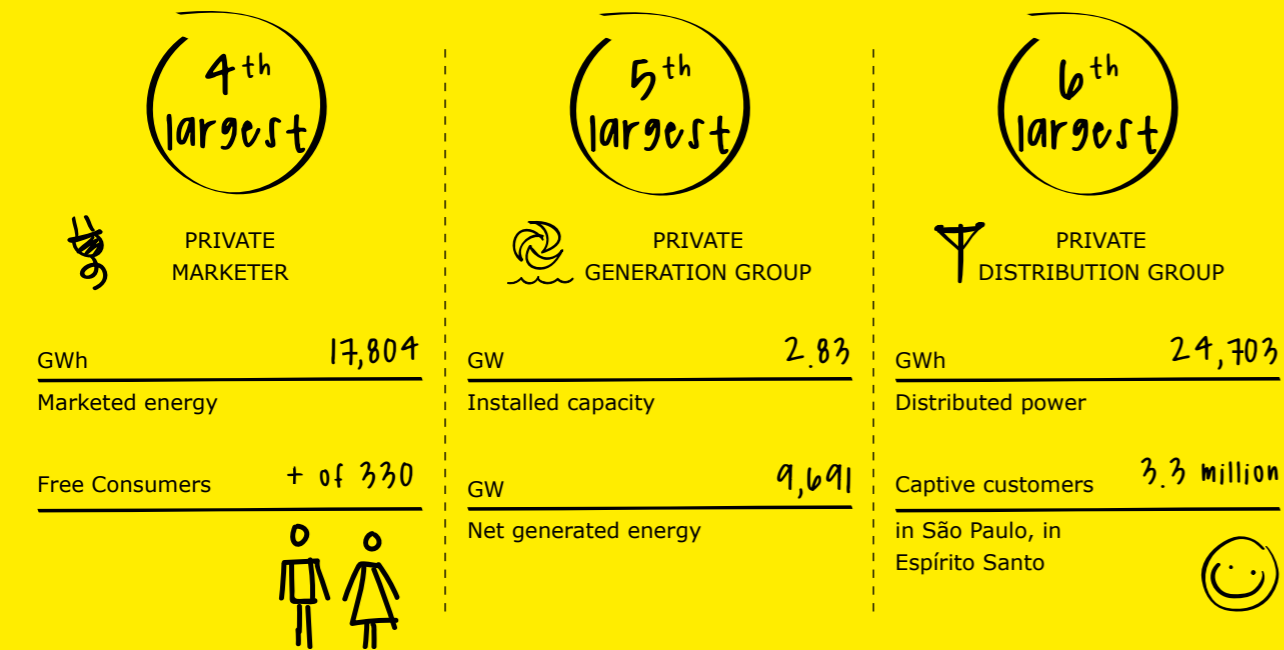 4th
largest
PRIVATE
MARKETER
GWh 17,804
Marketed energy
Free Consumers + of 330
5th
largest
PRIVATE
GENERATION GROUP
GW 2.83
Installed capacity
GW 9,691
Net generated energy
6th
largest
PRIVATE
DISTRIBUTION GROUP
GWh 24,703
Distributed power
Captive customers 3.3 million
in São Paulo, in
Espírito Santo